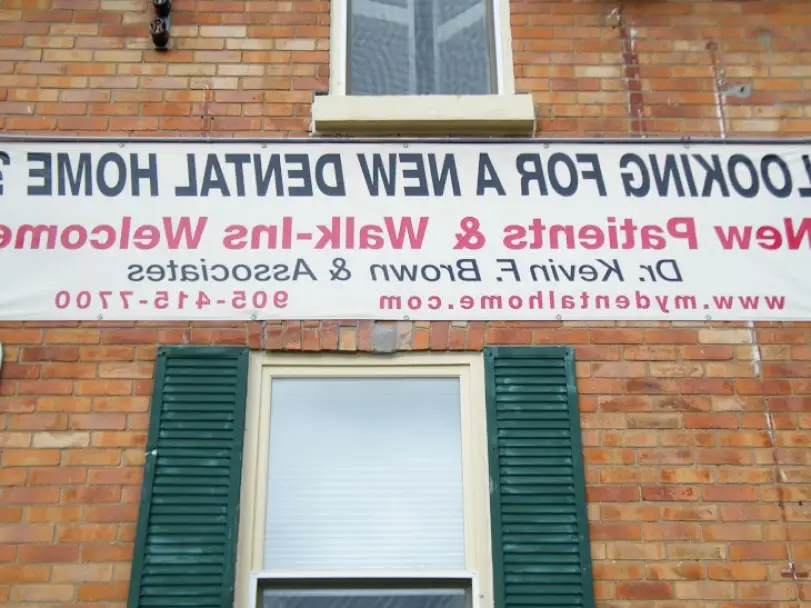 LOOKING FOR A NEW DENTAL HOME?
New Patients & Walk-Ins Welcome
Dr. Kevin F. Brown & Associates
www.mydentalhome.com 905-415-7700